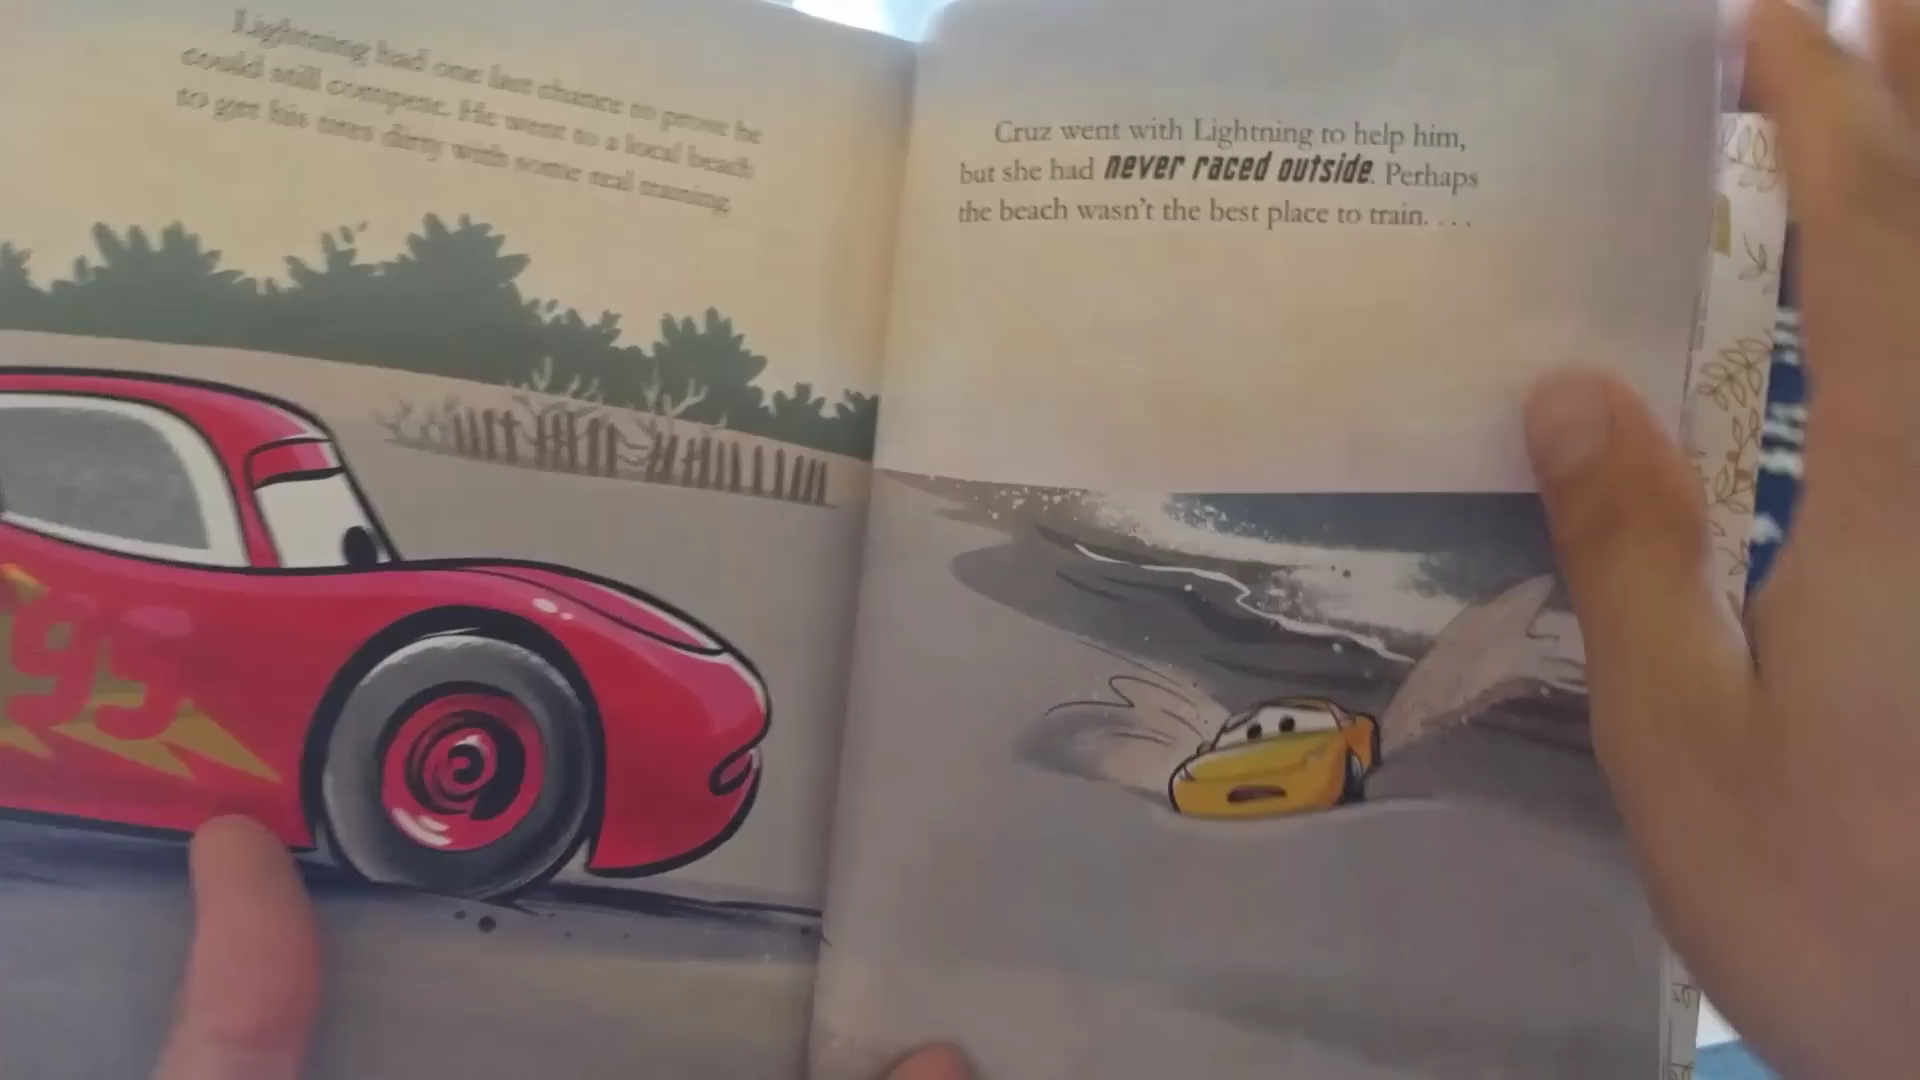 Lightning had one last chance to prove he
could still compete. He went to a local beach
to get his tires dirty with some real training.
Cruz went with Lightning to help him,
but she had never raced outside. Perhaps
the beach wasn't the best place to train. . . .
95